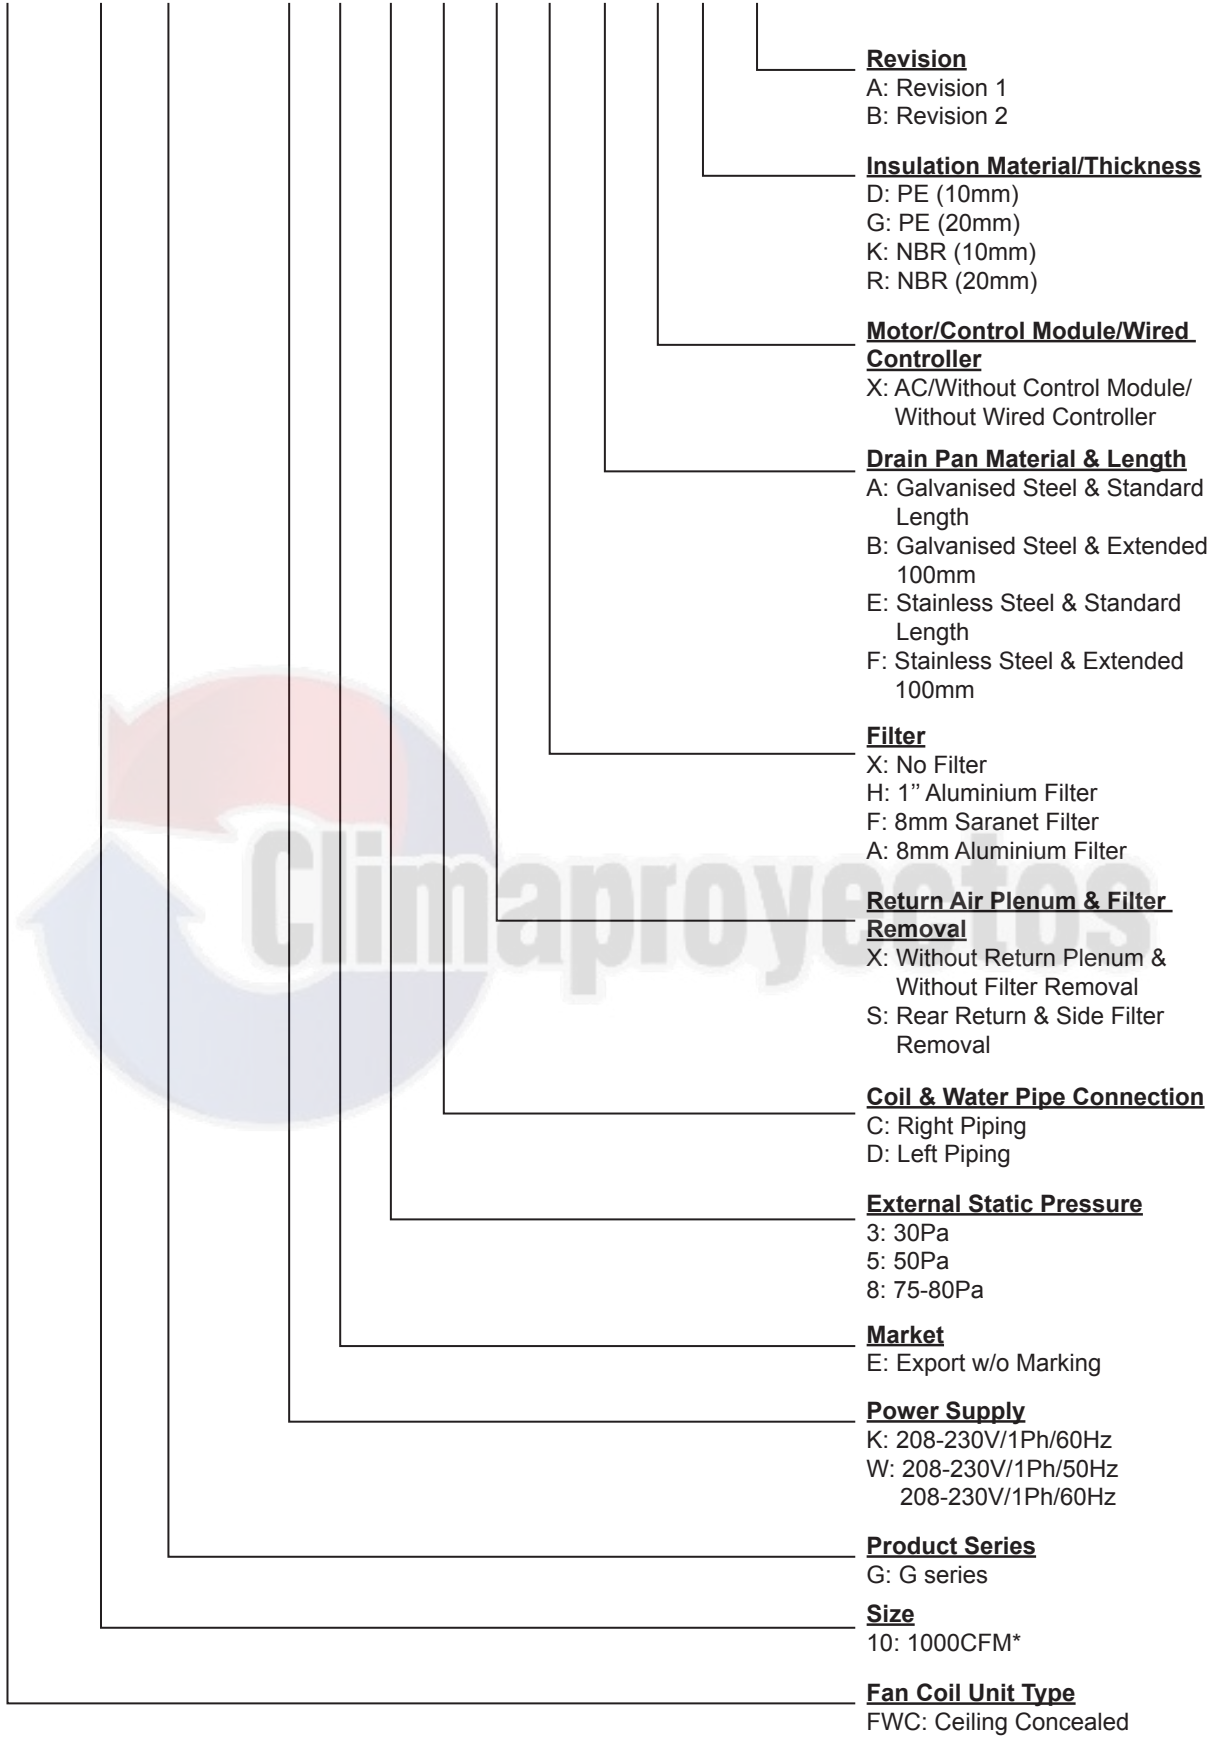 Revision
A: Revision 1
B: Revision 2
Insulation Material/Thickness
D: PE (10mm)
G: PE (20mm)
K: NBR (10mm)
R: NBR (20mm)
Motor/Control Module/Wired
Controller
X: AC/Without Control Module/
Without Wired Controller
Drain Pan Material & Length
A: Galvanised Steel & Standard
Length
B: Galvanised Steel & Extended
100mm
E: Stainless Steel & Standard
Length
F: Stainless Steel & Extended
100mm
Filter
X: No Filter
H: 1’’ Aluminium Filter
F: 8mm Saranet Filter
A: 8mm Aluminium Filter
Climaproyectos
Return Air Plenum & Filter
Removal
X: Without Return Plenum &
Without Filter Removal
S: Rear Return & Side Filter
Removal
Coil & Water Pipe Connection
C: Right Piping
D: Left Piping
External Static Pressure
3: 30Pa
5: 50Pa
8: 75-80Pa
Market
E: Export w/o Marking
Power Supply
K: 208-230V/1Ph/60Hz
W: 208-230V/1Ph/50Hz
208-230V/1Ph/60Hz
Product Series
G: G series
Size
10: 1000CFM*
Fan Coil Unit Type
FWC: Ceiling Concealed